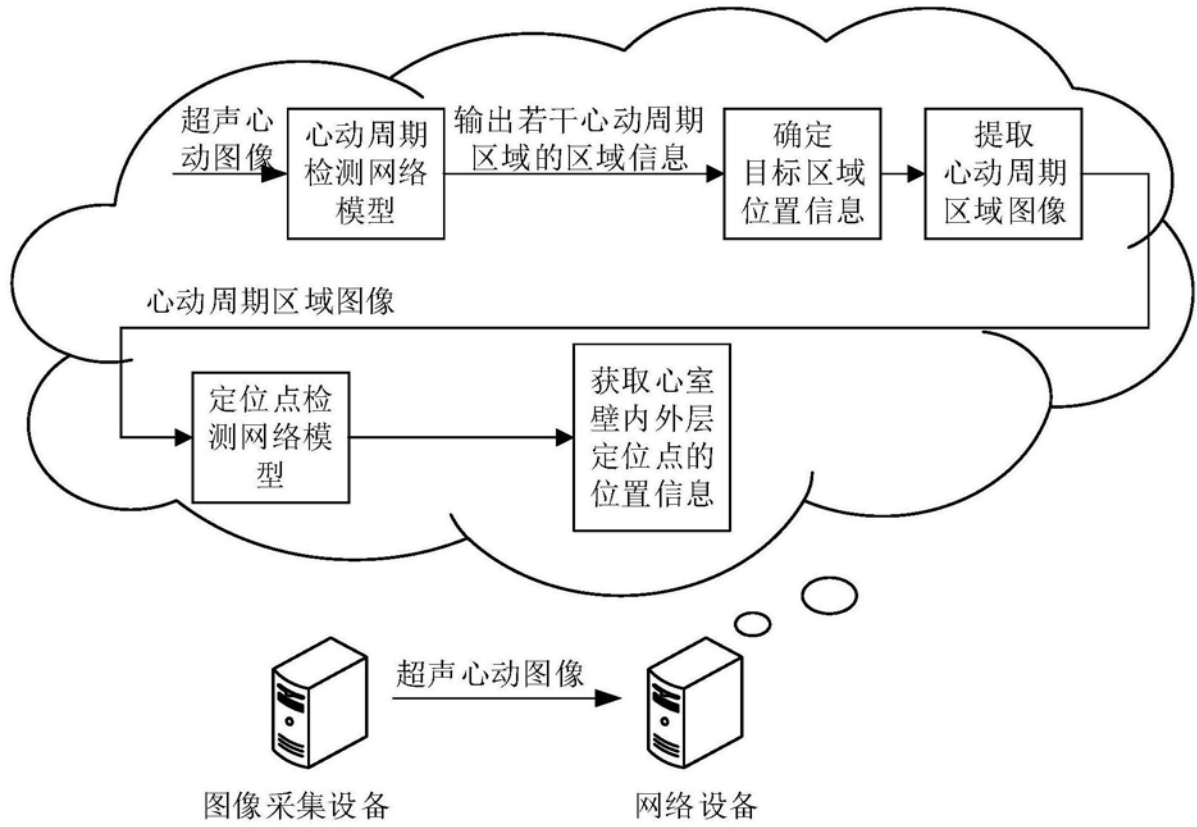 超声心
动图像
心动周期
检测网络
模型
输出若干心动周期
区域的区域信息
确定
目标区域
位置信息
提取
心动周期
区域图像
心动周期区域图像
定位点检
测网络模
型
获取心室
壁内外层
定位点的
位置信息
超声心动图像
图像采集设备
网络设备